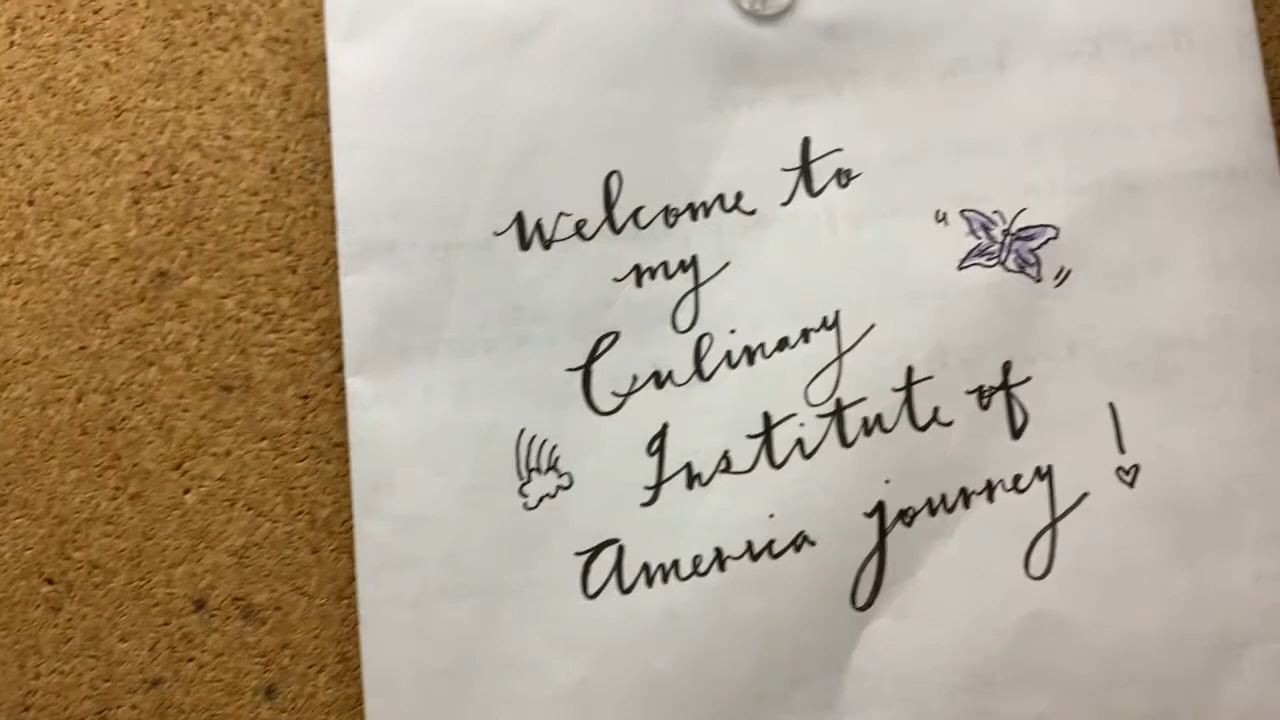 Welcome to
my
Culinary
Institute of
America journey!